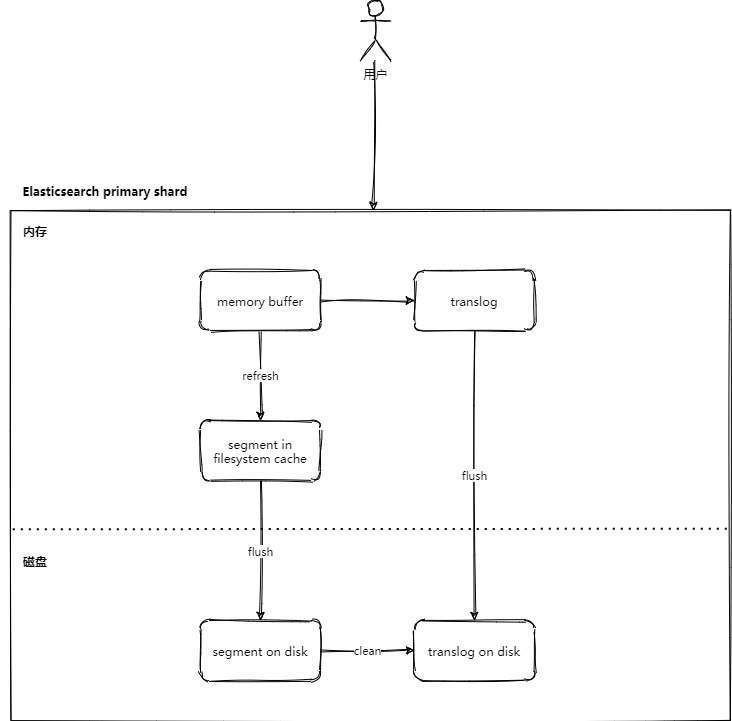 用户
Elasticsearch primary shard
内存
memory buffer
translog
refresh
segment in
filesystem cache
flush
flush
磁盘
segment on disk
clean
translog on disk